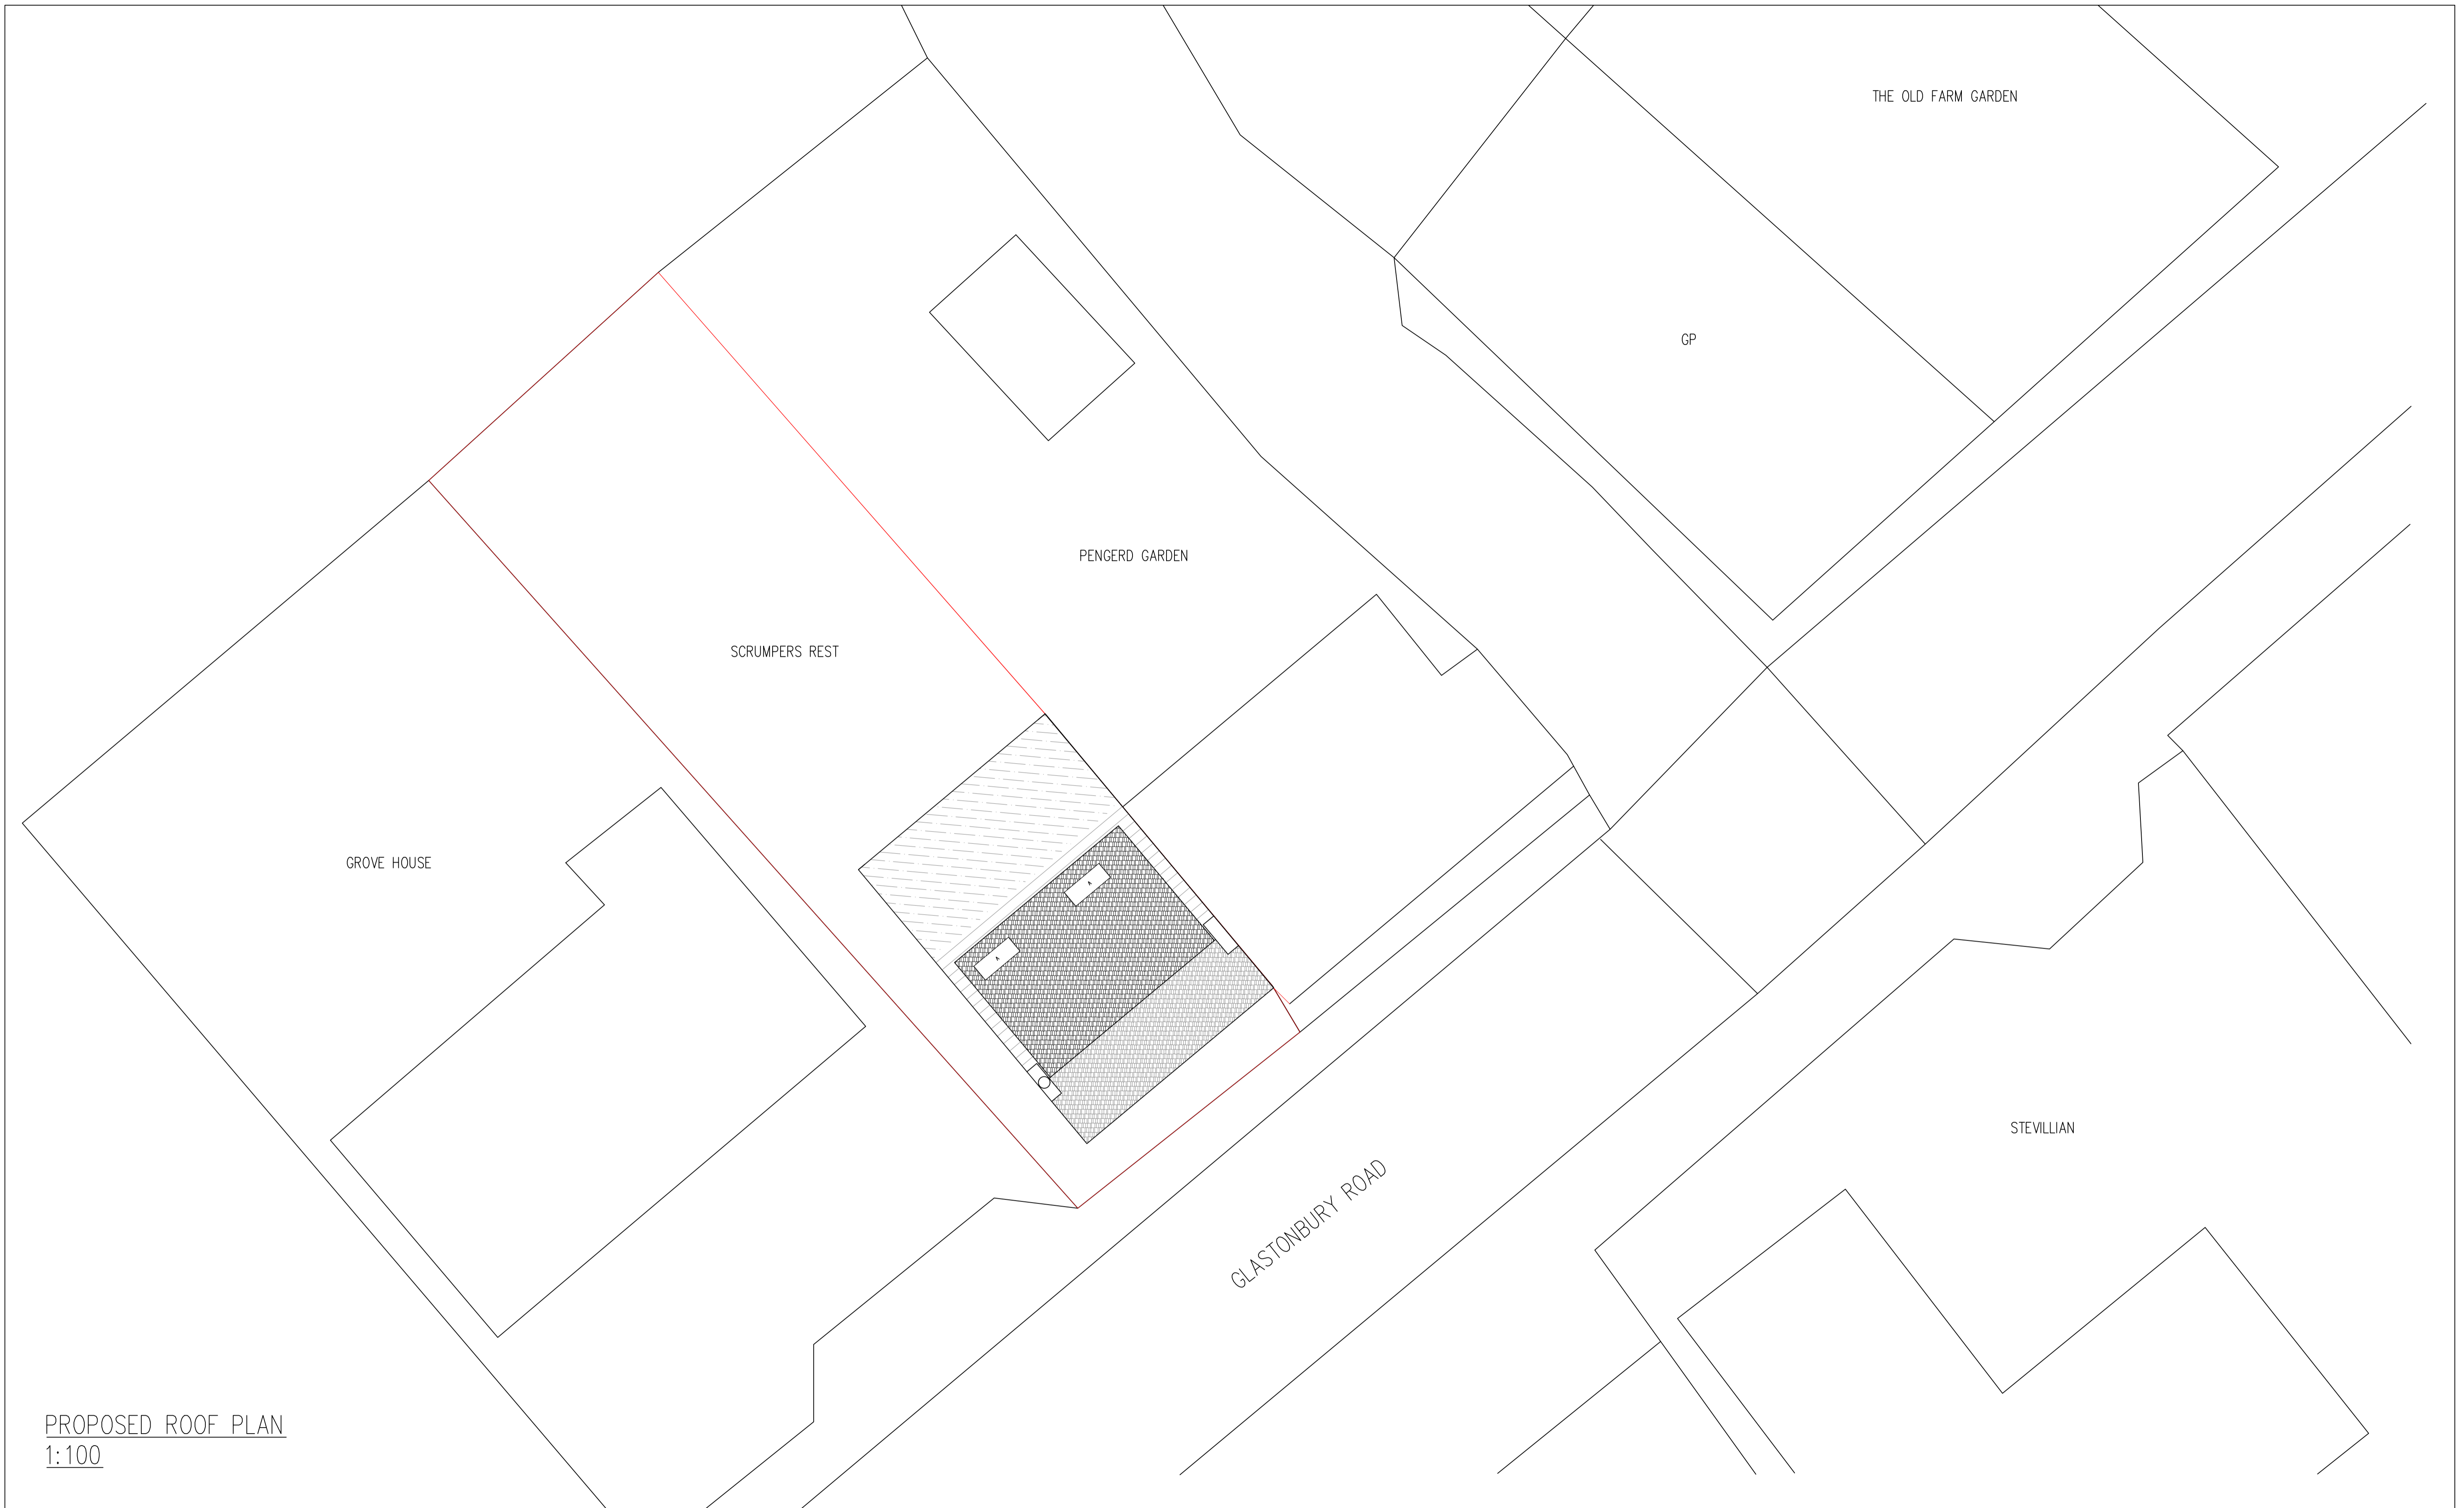 THE OLD FARM GARDEN
GP
PENGERD GARDEN
SCRUMPERS REST
GROVE HOUSE
A
A
STEVILLIAN
GLASTONBURY ROAD
PROPOSED ROOF PLAN
1:100